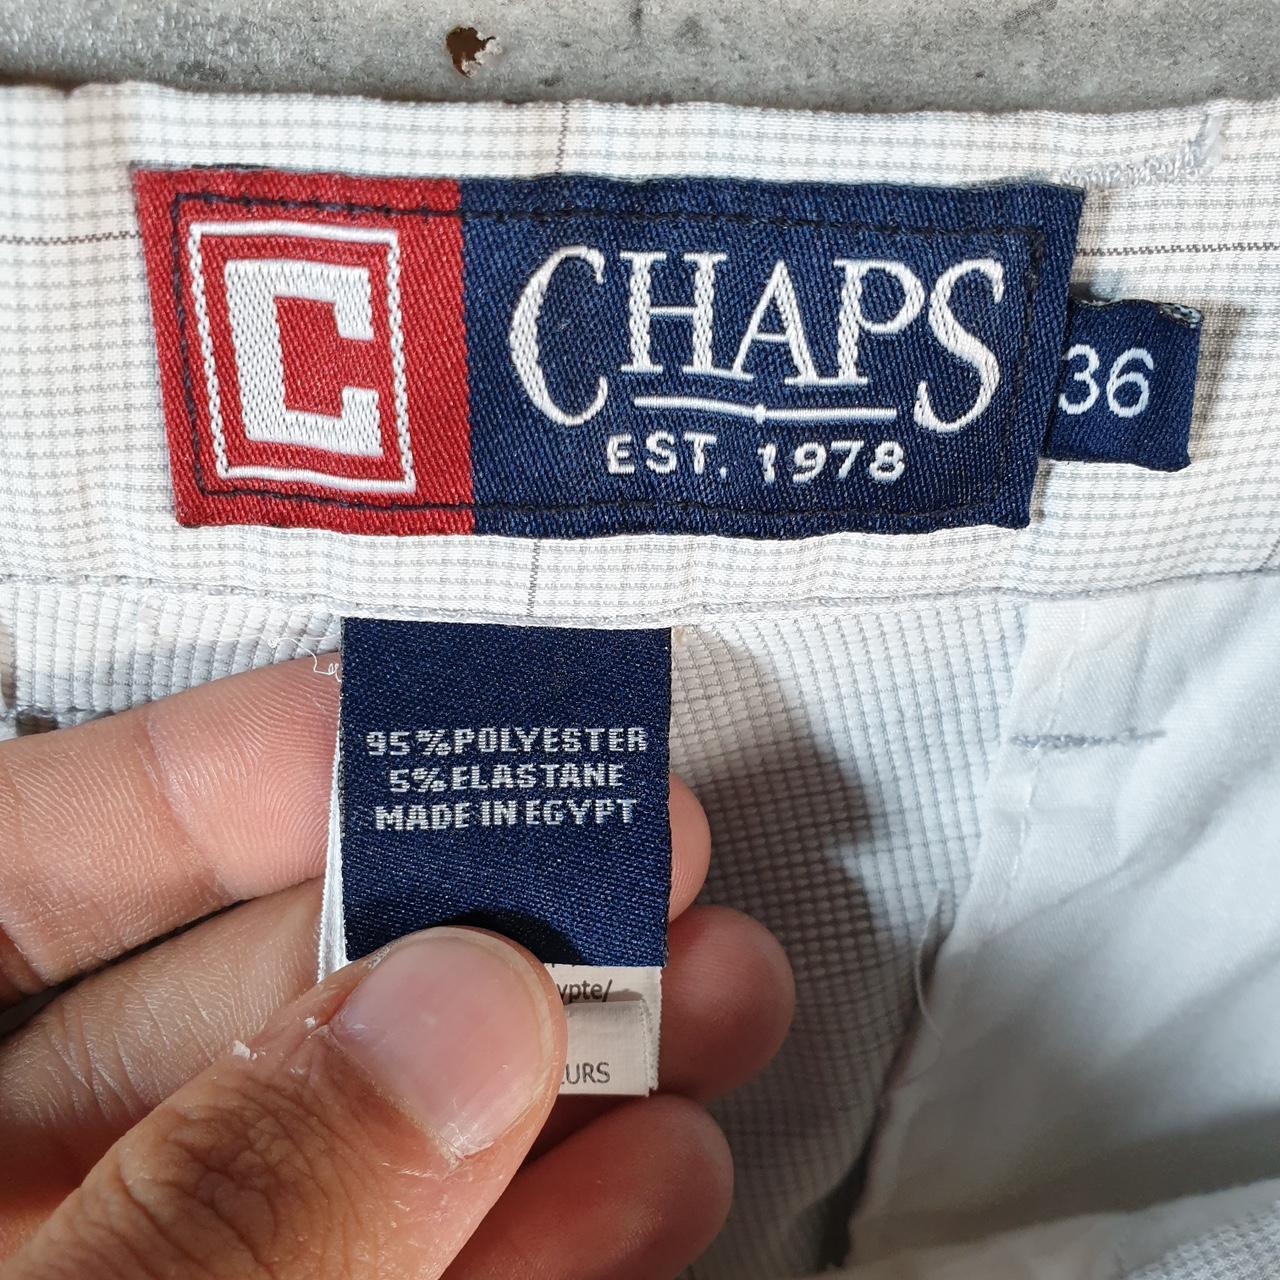 C
CHAPS
EST. 1978
36
95%POLYESTER
5%ELASTANE
MADE IN EGYPT